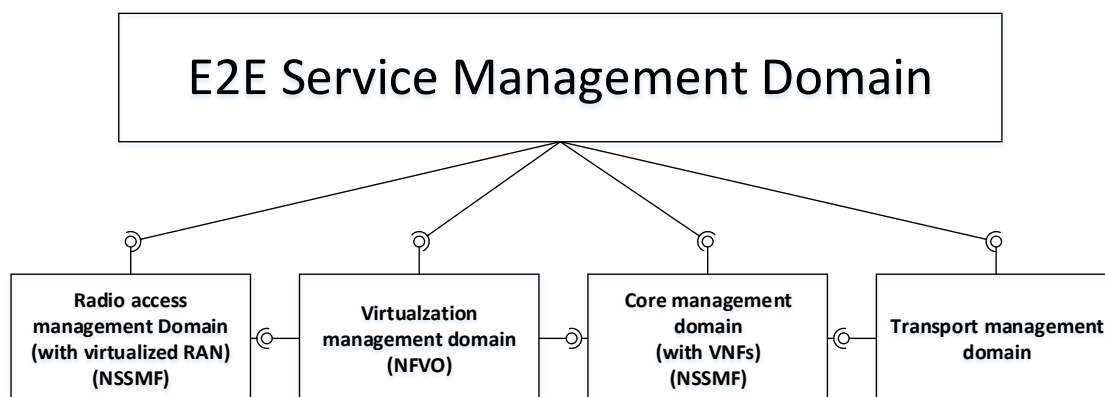 E2E Service Management Domain
Radio access
management Domain
(with virtualized RAN)
(NSSMF)
Virtualzation
management domain
(NFVO)
Core management
domain
(with VNFs)
(NSSMF)
Transport management
domain